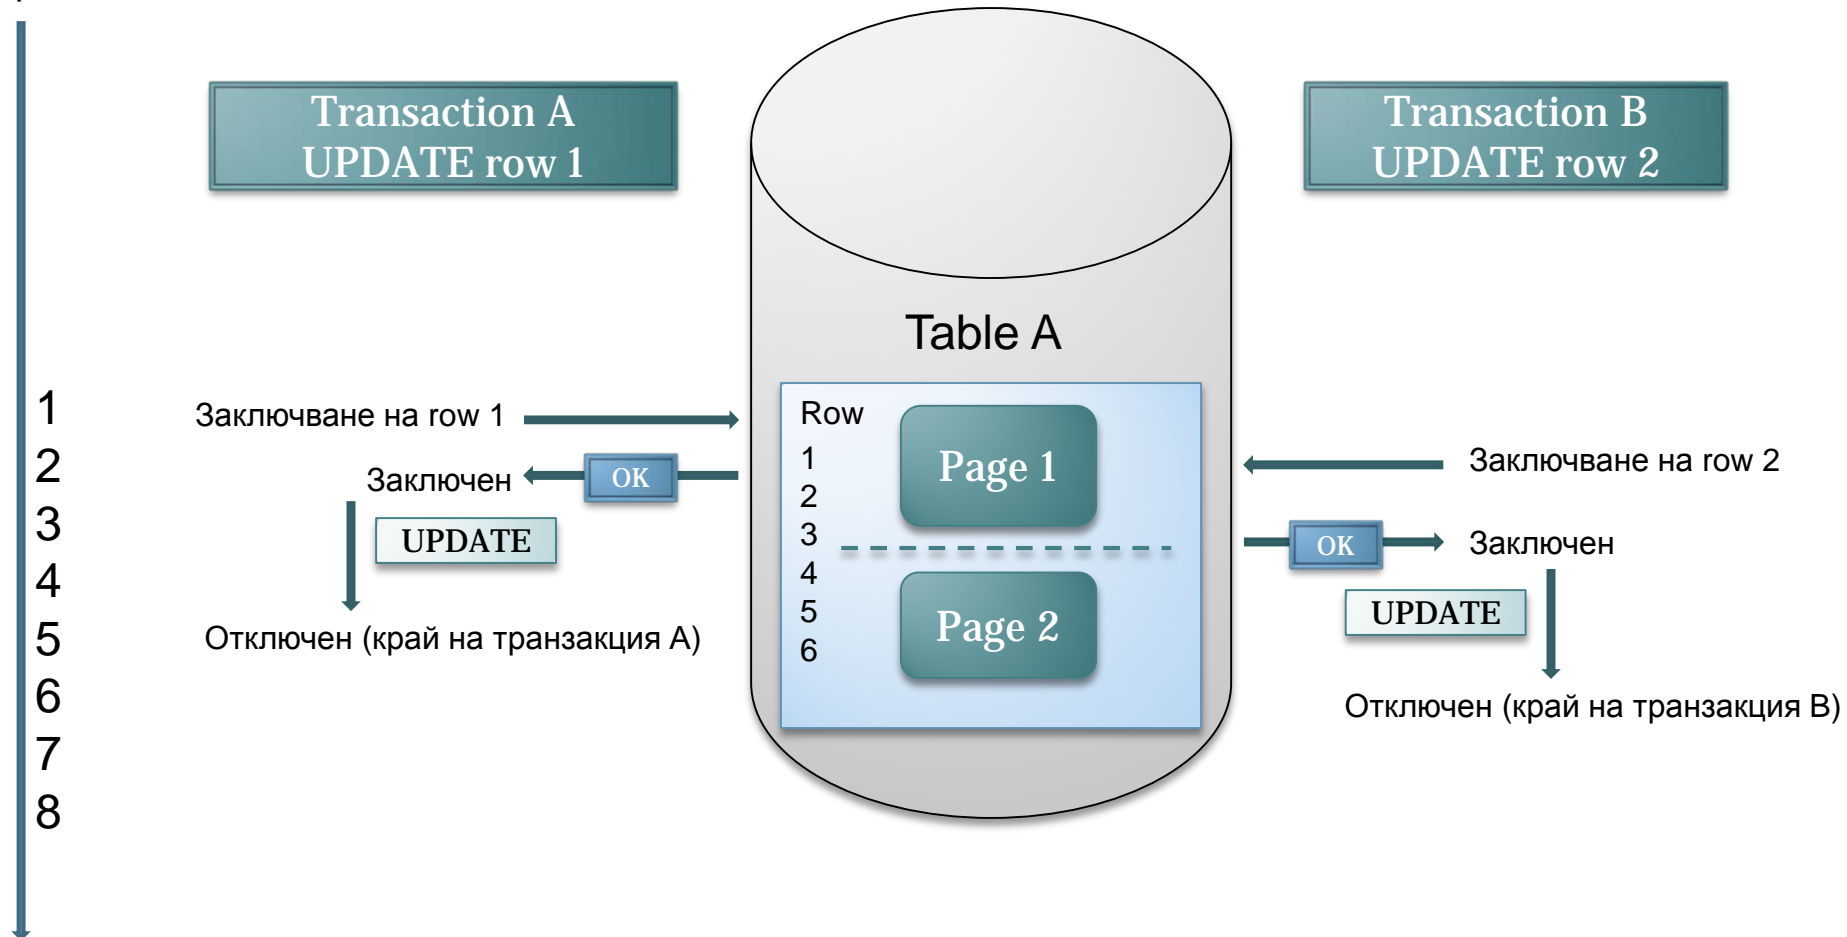 Transaction A
UPDATE row 1
Transaction B
UPDATE row 2
Table A
1
2
3
4
5
6
7
8
Заключване на row 1
Заключен
OK
UPDATE
Отключен (край на транзакция A)
Row
1
2
3
4
5
6
Page 1
Page 2
Заключване на row 2
OK
Заключен
UPDATE
Отключен (край на транзакция B)